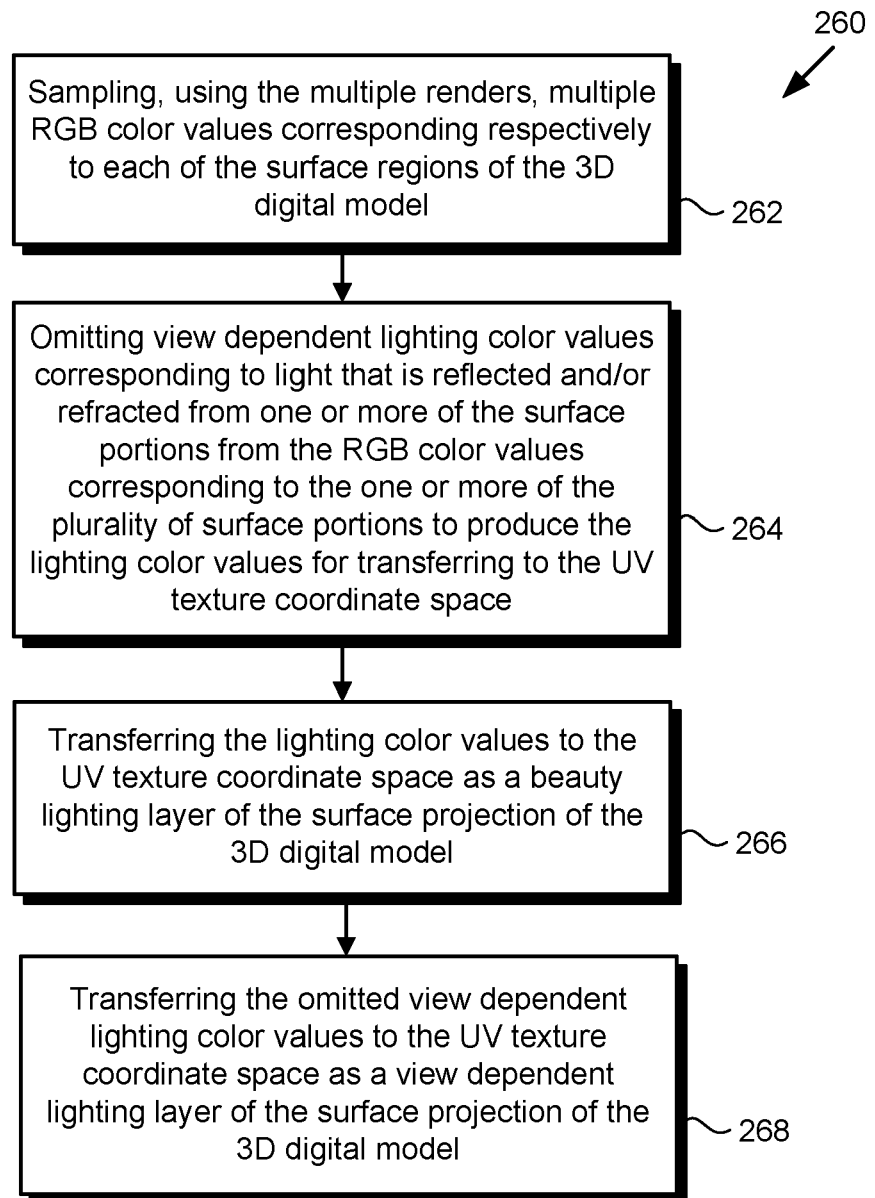 260
Sampling, using the multiple renders, multiple
RGB color values corresponding respectively
to each of the surface regions of the 3D
digital model
262
Omitting view dependent lighting color values
corresponding to light that is reflected and/or
refracted from one or more of the surface
portions from the RGB color values
corresponding to the one or more of the
plurality of surface portions to produce the
lighting color values for transferring to the UV
texture coordinate space
264
Transferring the lighting color values to the
UV texture coordinate space as a beauty
lighting layer of the surface projection of the
3D digital model
266
Transferring the omitted view dependent
lighting color values to the UV texture
coordinate space as a view dependent
lighting layer of the surface projection of the
3D digital model
268